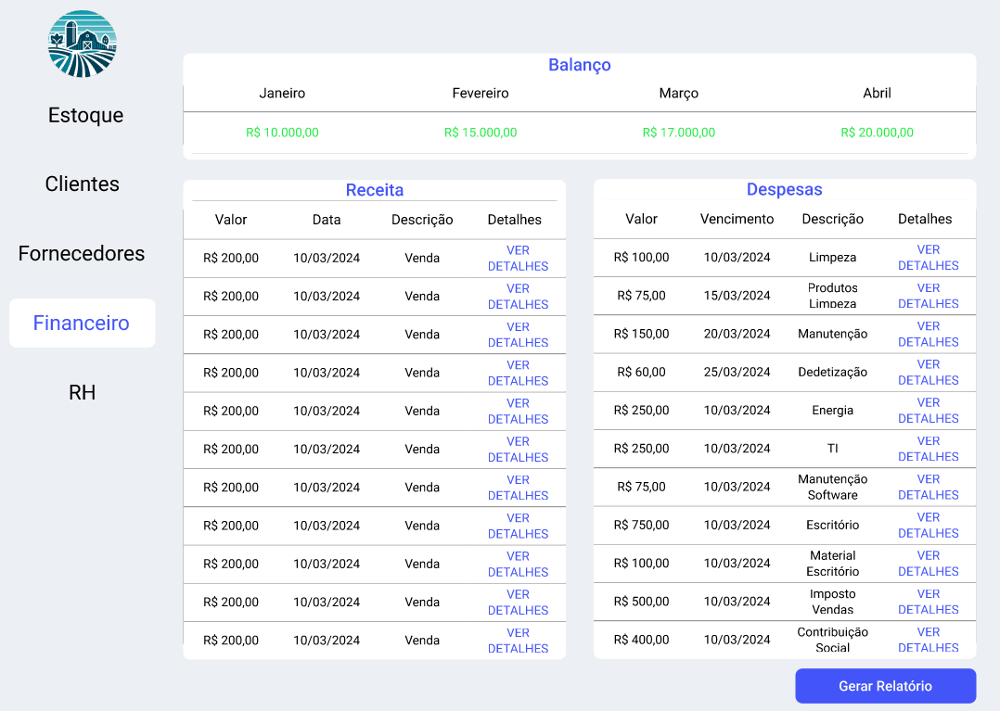 Estoque
Clientes
Fornecedores
Financeiro
RH
Balanço
Janeiro Fevereiro Março Abril
R$ 10.000,00 R$ 15.000,00 R$ 17.000,00 R$ 20.000,00
Receita
Valor Data Descrição Detalhes
R$ 200,00 10/03/2024 Venda VER
DETALHES
R$ 200,00 10/03/2024 Venda VER
DETALHES
R$ 200,00 10/03/2024 Venda VER
DETALHES
R$ 200,00 10/03/2024 Venda VER
DETALHES
R$ 200,00 10/03/2024 Venda VER
DETALHES
R$ 200,00 10/03/2024 Venda VER
DETALHES
R$ 200,00 10/03/2024 Venda VER
DETALHES
R$ 200,00 10/03/2024 Venda VER
DETALHES
R$ 200,00 10/03/2024 Venda VER
DETALHES
R$ 200,00 10/03/2024 Venda VER
DETALHES
R$ 200,00 10/03/2024 Venda VER
DETALHES
Despesas
Valor Vencimento Descrição Detalhes
R$ 100,00 10/03/2024 Limpeza VER
DETALHES
R$ 75,00 15/03/2024 Produtos VER
Limpeza DETALHES
R$ 150,00 20/03/2024 Manutenção VER
DETALHES
R$ 60,00 25/03/2024 Dedetização VER
DETALHES
R$ 250,00 10/03/2024 Energia VER
DETALHES
R$ 250,00 10/03/2024 TI VER
DETALHES
R$ 75,00 10/03/2024 Manutenção VER
Software DETALHES
R$ 750,00 10/03/2024 Escritório VER
DETALHES
R$ 100,00 10/03/2024 Material VER
Escritório DETALHES
R$ 500,00 10/03/2024 Imposto VER
Vendas DETALHES
R$ 400,00 10/03/2024 Contribuição VER
Social DETALHES
Gerar Relatório